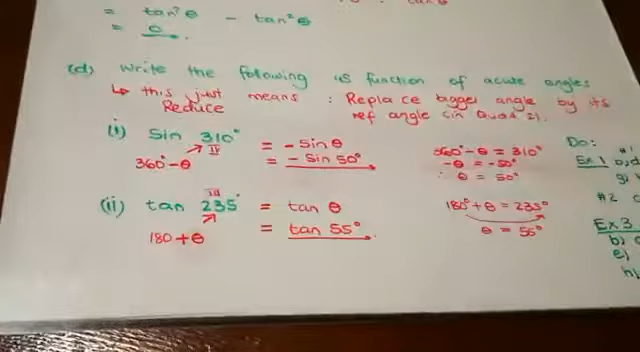 = tan²θ - tan²θ
= 0
(d) Write the following as function of acute angles
↳ this just means : Replace bigger angle by its
Reduce ref angle (in Quad 1).
(i) Sin 310° = - Sin θ
IV
360° - θ = - Sin 50°
360° - θ = 310°
- θ = - 50°
∴ θ = 50°
(ii) tan 235° = tan θ
III
180 + θ = tan 55°
180° + θ = 235°
θ = 55°
Do:
Ex 1
#2
Ex 3
b)
e)
h)